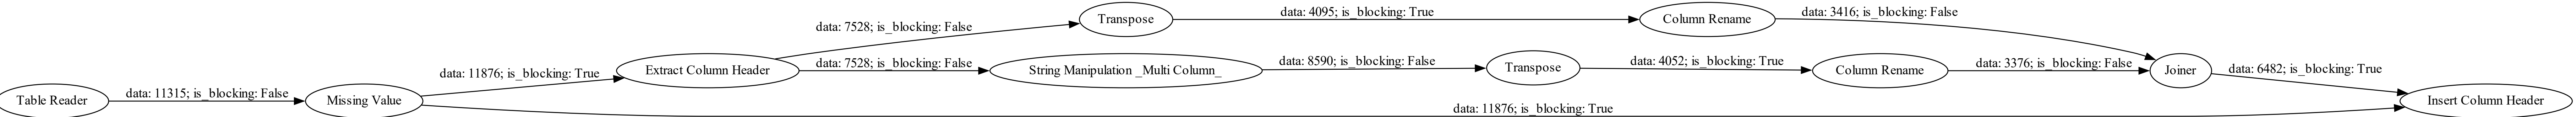 Table Reader
data: 11315; is_blocking: False
Missing Value
data: 11876; is_blocking: True
Extract Column Header
data: 7528; is_blocking: False
Transpose
data: 4095; is_blocking: True
Column Rename
data: 3416; is_blocking: False
data: 7528; is_blocking: False
String Manipulation _Multi Column_
data: 8590; is_blocking: False
Transpose
data: 4052; is_blocking: True
Column Rename
data: 3376; is_blocking: False
Joiner
data: 6482; is_blocking: True
data: 11876; is_blocking: True
Insert Column Header